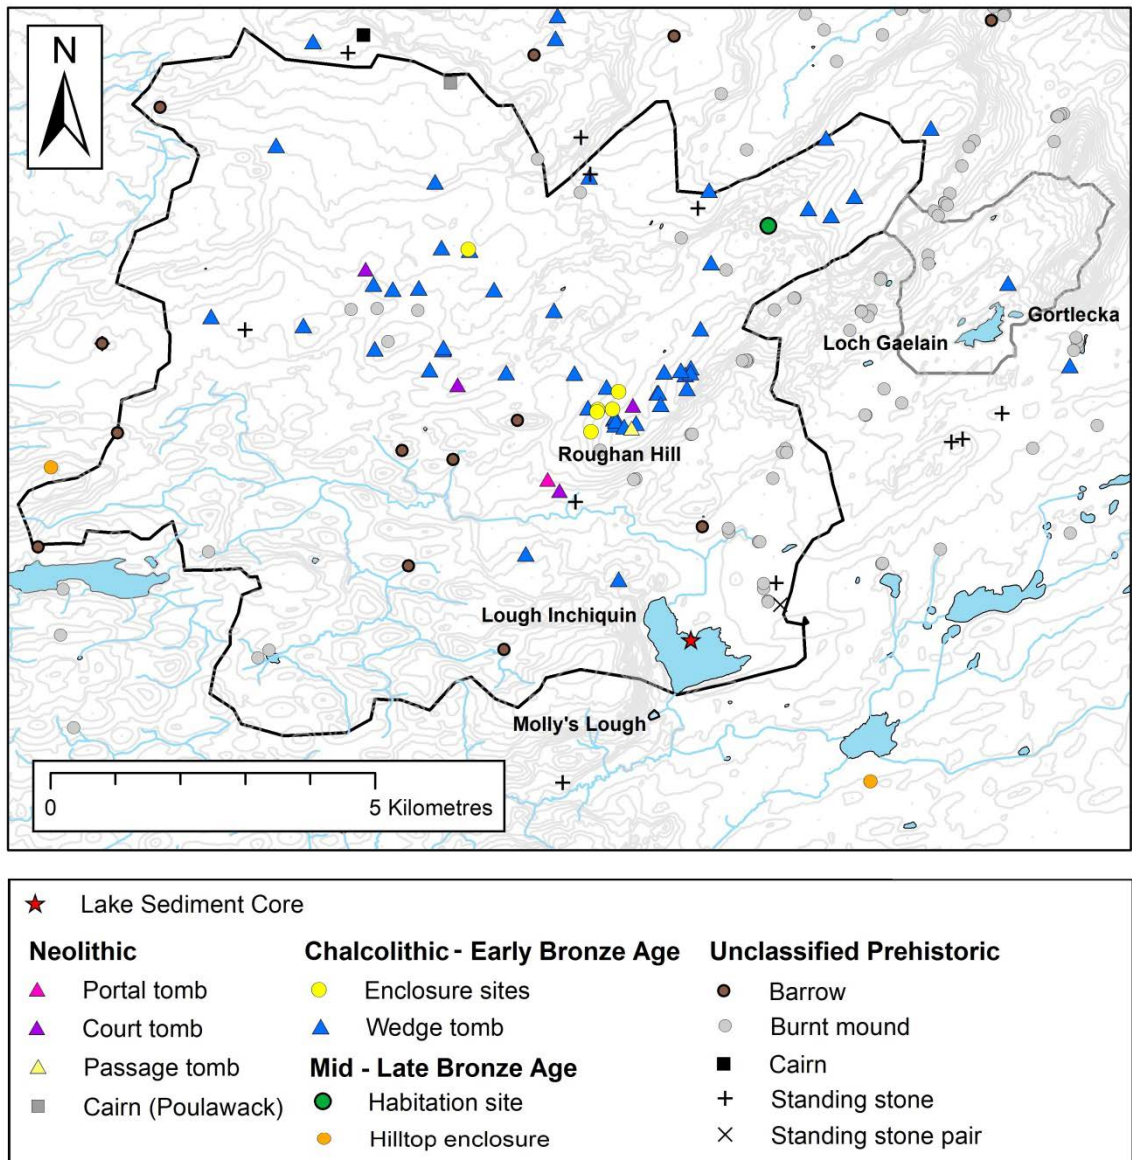 N
Gortlecka
Loch Gaelain
Roughan Hill
Lough Inchiquin
Molly's Lough
0 5 Kilometres
Lake Sediment Core
Neolithic
Portal tomb
Court tomb
Passage tomb
Cairn (Poulawack)
Chalcolithic - Early Bronze Age
Enclosure sites
Wedge tomb
Mid - Late Bronze Age
Habitation site
Hilltop enclosure
Unclassified Prehistoric
Barrow
Burnt mound
Cairn
Standing stone
Standing stone pair